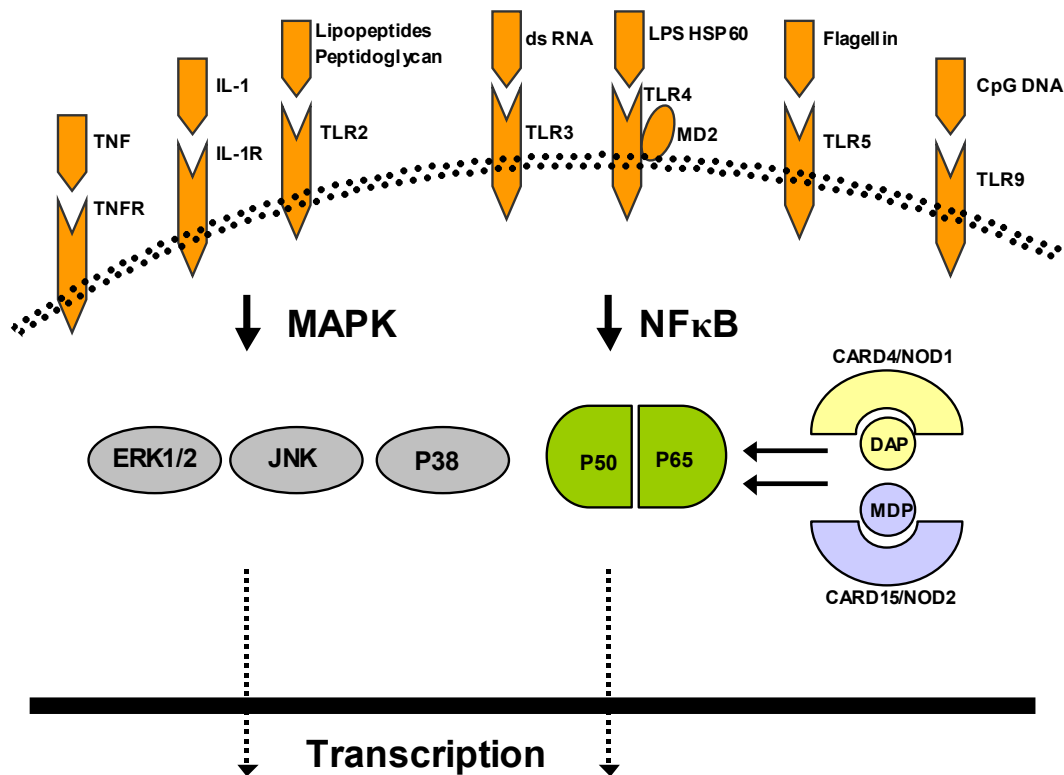 Lipopeptides
Peptidoglycan
ds RNA
LPS HSP60
Flagellin
IL-1
CpG DNA
TLR4
TNF
IL-1R
TLR2
TLR3
MD2
TLR5
TNFR
TLR9
MAPK
NFκB
CARD4/NOD1
DAP
ERK1/2
JNK
P38
P50
P65
MDP
CARD15/NOD2
Transcription